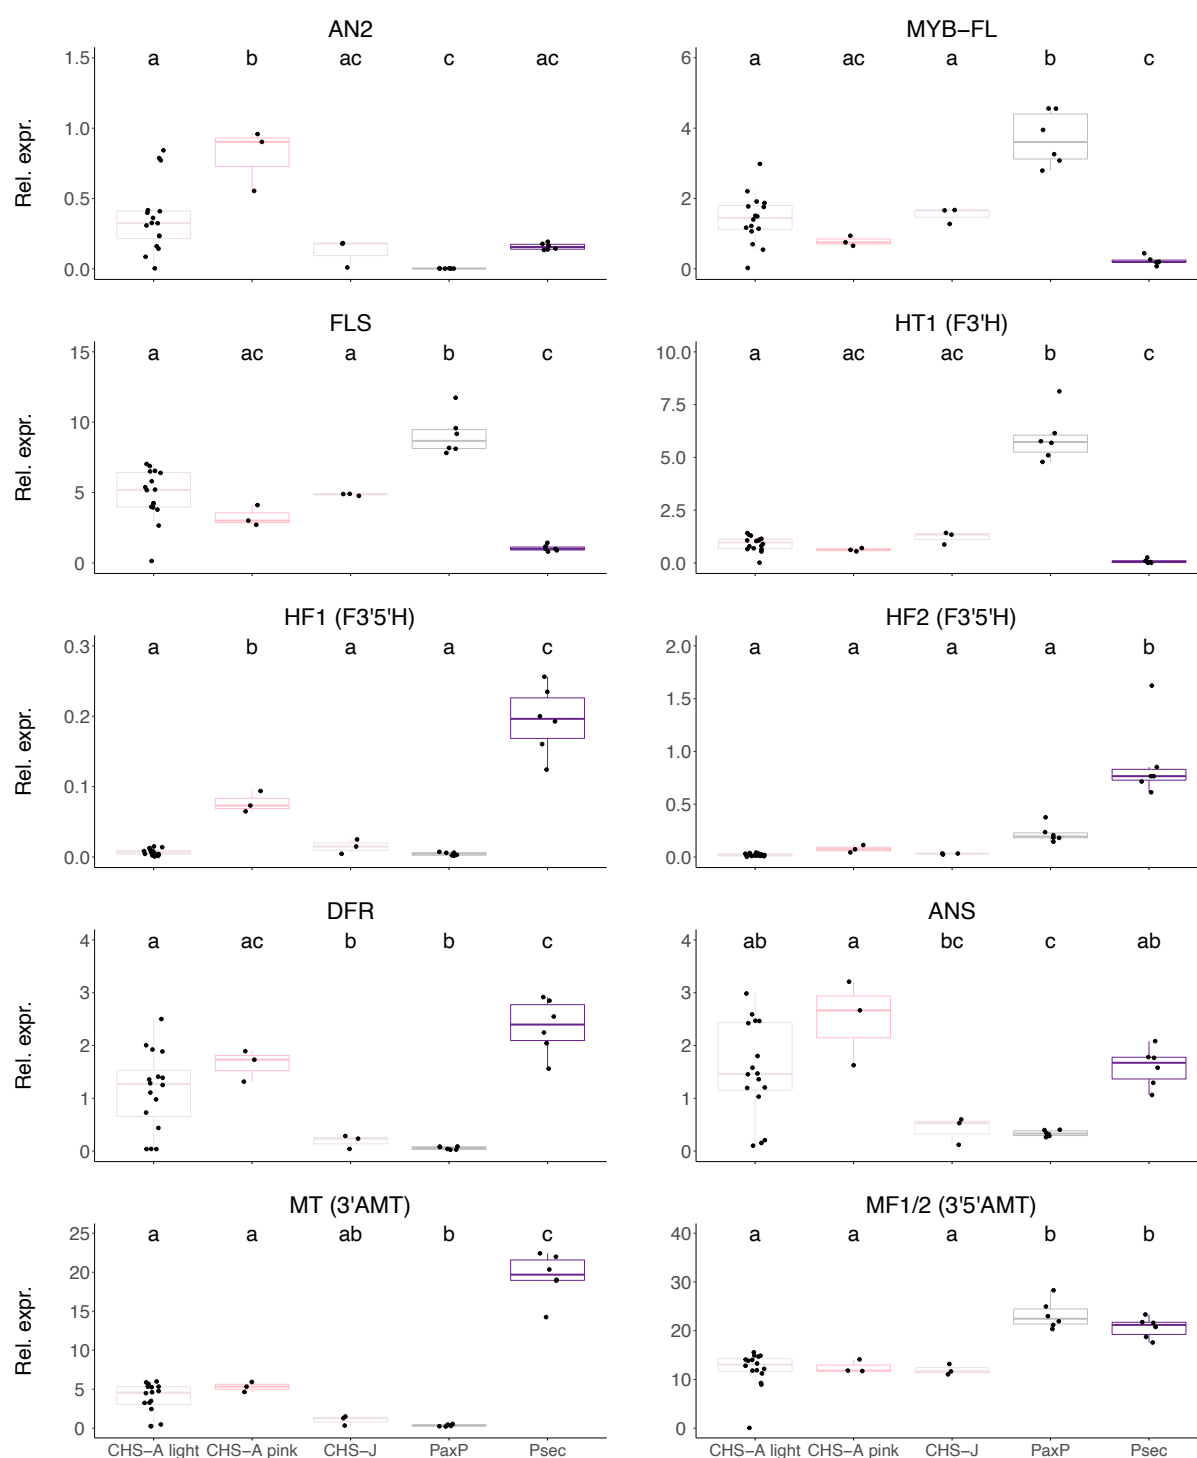 AN2
MYB−FL
1.5
1.0
0.5
0.0
Rel. expr.
a b ac c ac
6
4
2
0
a ac a b c
FLS
HT1 (F3'H)
15
10
5
0
Rel. expr.
a ac a b c
10.0
7.5
5.0
2.5
0.0
a ac ac b c
HF1 (F3'5'H)
HF2 (F3'5'H)
0.3
0.2
0.1
0.0
Rel. expr.
a b a a c
2.0
1.5
1.0
0.5
0.0
a a a a b
DFR
ANS
4
3
2
1
0
Rel. expr.
a ac b b c
4
3
2
1
0
ab a bc c ab
MT (3'AMT)
MF1/2 (3'5'AMT)
25
20
15
10
5
0
Rel. expr.
a a ab b c
40
30
20
10
0
a a a b b
CHS−A light CHS−A pink CHS−J PaxP Psec
CHS−A light CHS−A pink CHS−J PaxP Psec